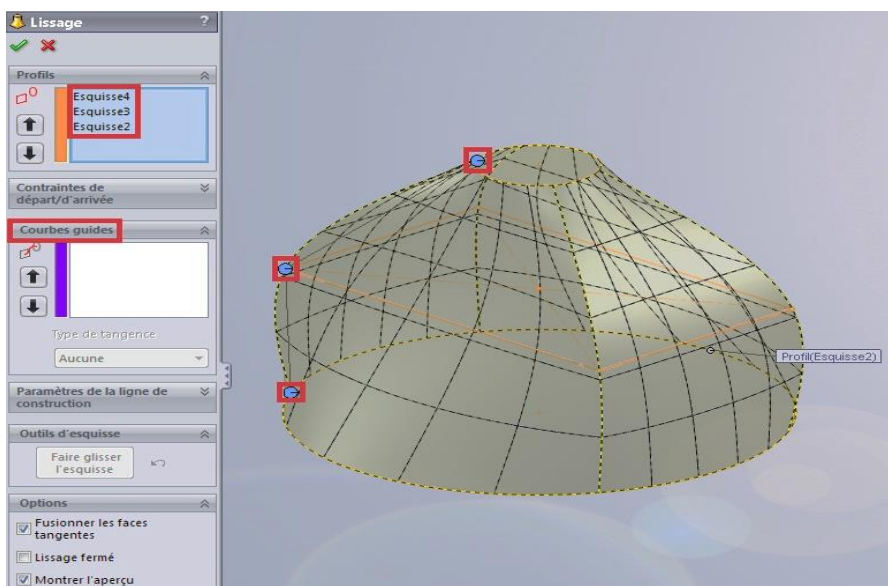 Lissage ?
Profils
Esquisse4
Esquisse3
Esquisse2
Contraintes de
départ/d'arrivée
Courbes guides
Type de tangence
Aucune
Paramètres de la ligne de
construction
Outils d'esquisse
Faire glisser
l'esquisse
Options
Fusionner les faces
tangentes
Lissage fermé
Montrer l'aperçu
Profil(Esquisse2)